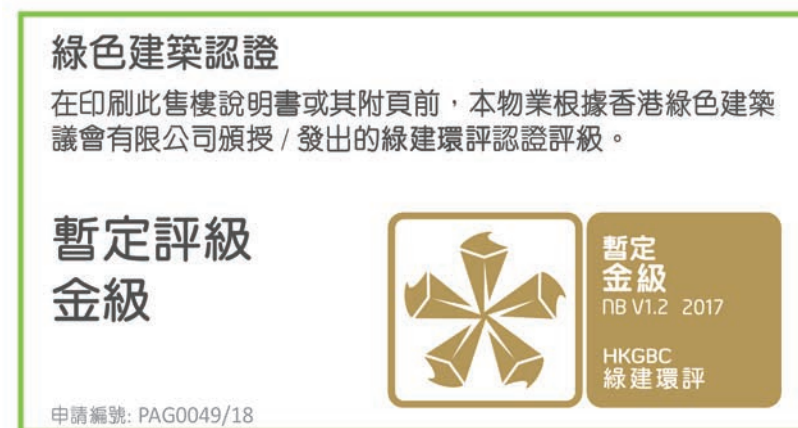 綠色建築認證
在印刷此售樓說明書或其附頁前，本物業根據香港綠色建築
議會有限公司頒授 / 發出的綠建環評認證評級。
暫定評級
金級
暫定
金級
NB V1.2 2017
HKGBC
綠建環評
申請編號: PAG0049/18